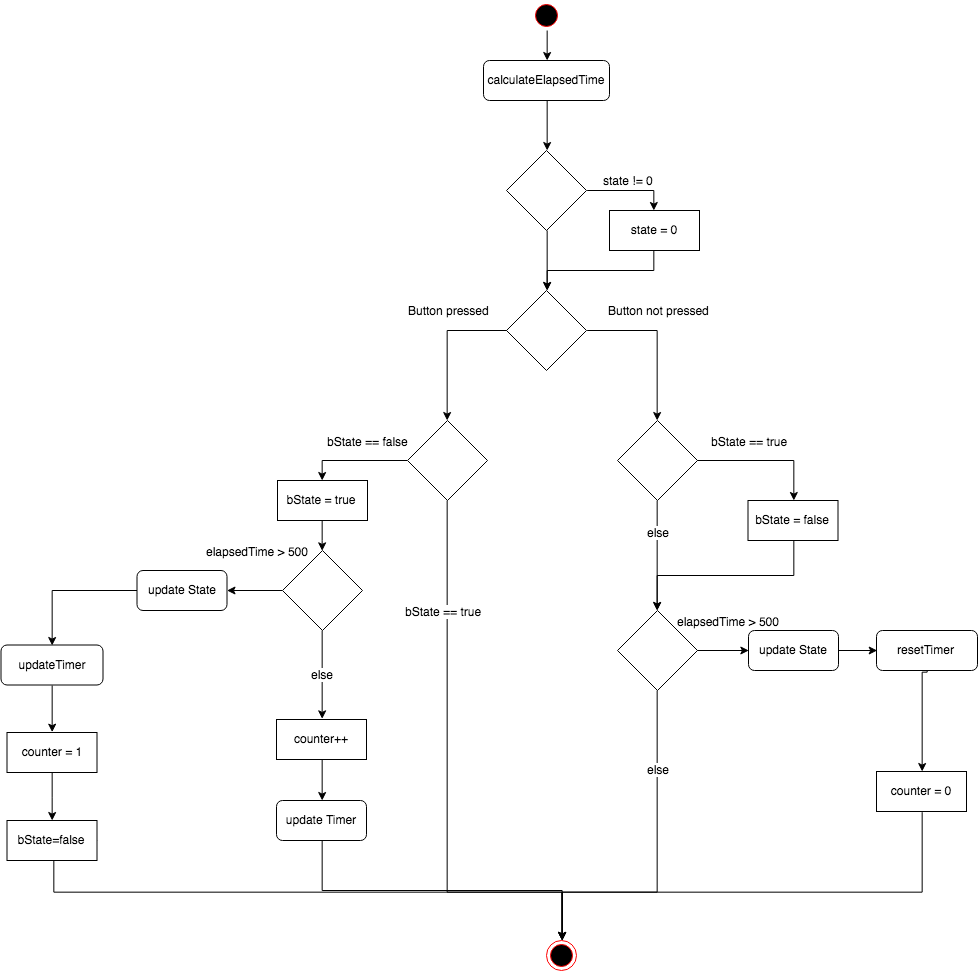 calculateElapsedTime
state != 0
state = 0
Button pressed
Button not pressed
bState == false
bState == true
bState = true
bState = false
else
elapsedTime > 500
update State
bState == true
elapsedTime > 500
update State
resetTimer
updateTimer
else
counter = 1
counter++
else
counter = 0
bState=false
update Timer